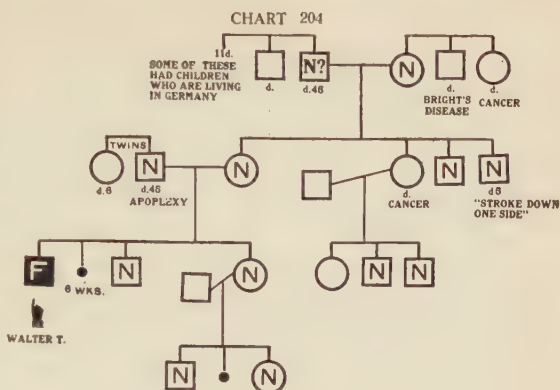 CHART 204
11d.
SOME OF THESE
HAD CHILDREN
WHO ARE LIVING
IN GERMANY
d.
N?
d.46
N
d.
BRIGHT'S
DISEASE
d.
CANCER
TWINS
d.6
N
d.45
APOPLEXY
N
d.
CANCER
N
N
d6
"STROKE DOWN
ONE SIDE"
F
WALTER T.
6 WKS.
N
N
N
N
N
N